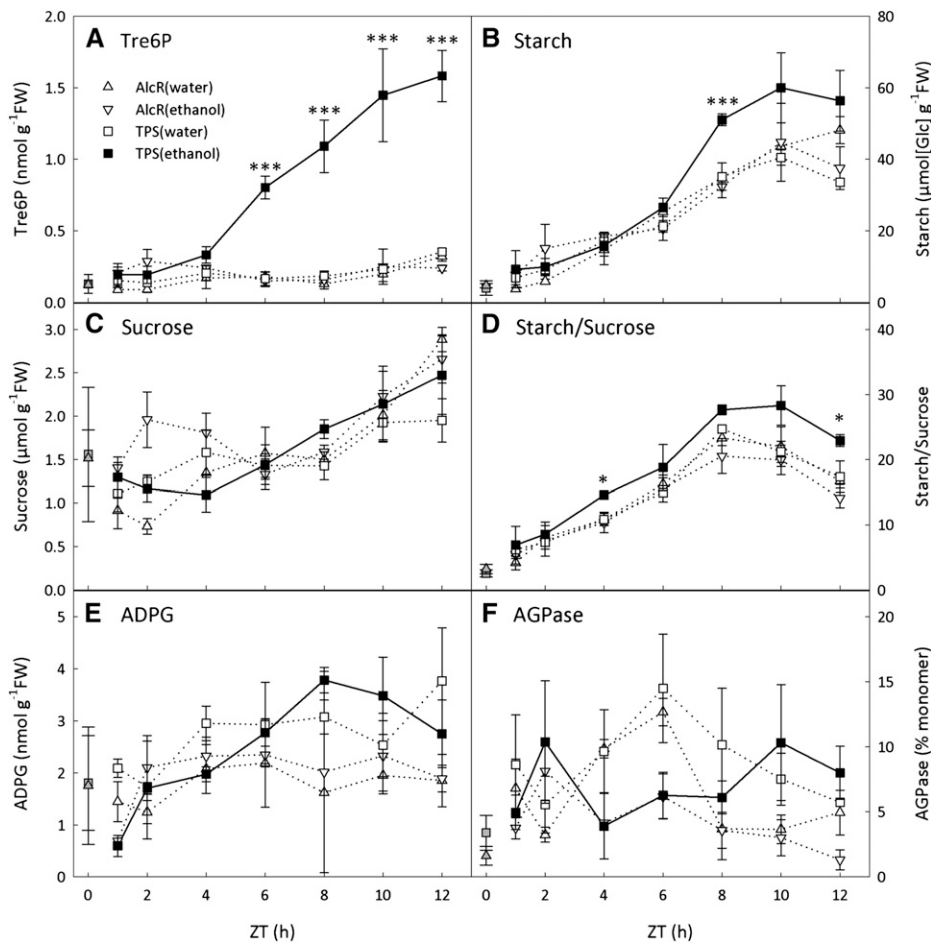 A Tre6P
*** *** *** ***
AlcR(water)
AlcR(ethanol)
TPS(water)
TPS(ethanol)
Tre6P (nmol g⁻¹FW)
2.0
1.5
1.0
0.5
0.0
B Starch
***
Starch (µmol[Glc] g⁻¹FW)
80
60
40
20
0
C Sucrose
Sucrose (µmol g⁻¹FW)
3.0
2.5
2.0
1.5
1.0
0.5
0.0
D Starch/Sucrose
* *
Starch/Sucrose
40
30
20
10
0
E ADPG
ADPG (nmol g⁻¹FW)
5
4
3
2
1
0
0 2 4 6 8 10 12
ZT (h)
F AGPase
AGPase (% monomer)
20
15
10
5
0
0 2 4 6 8 10 12
ZT (h)